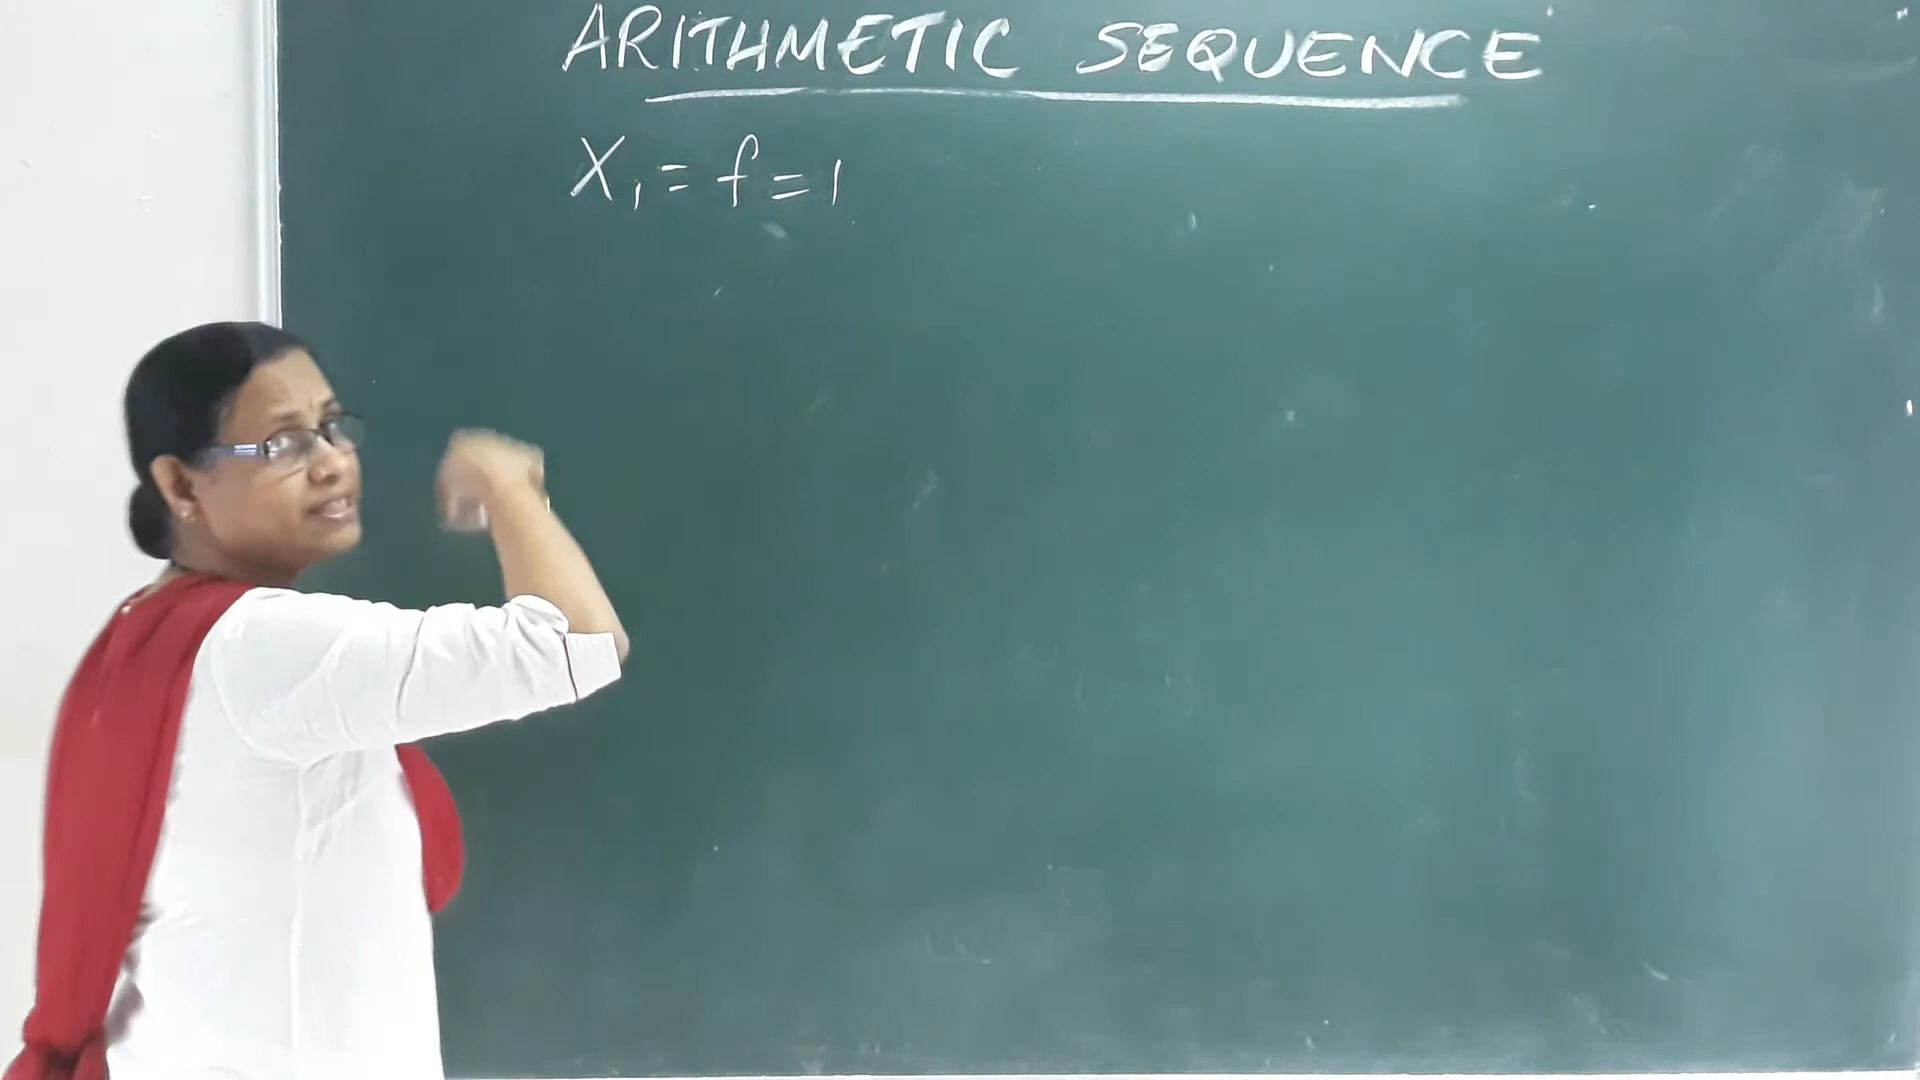 ARITHMETIC SEQUENCE
X₁ = f = 1